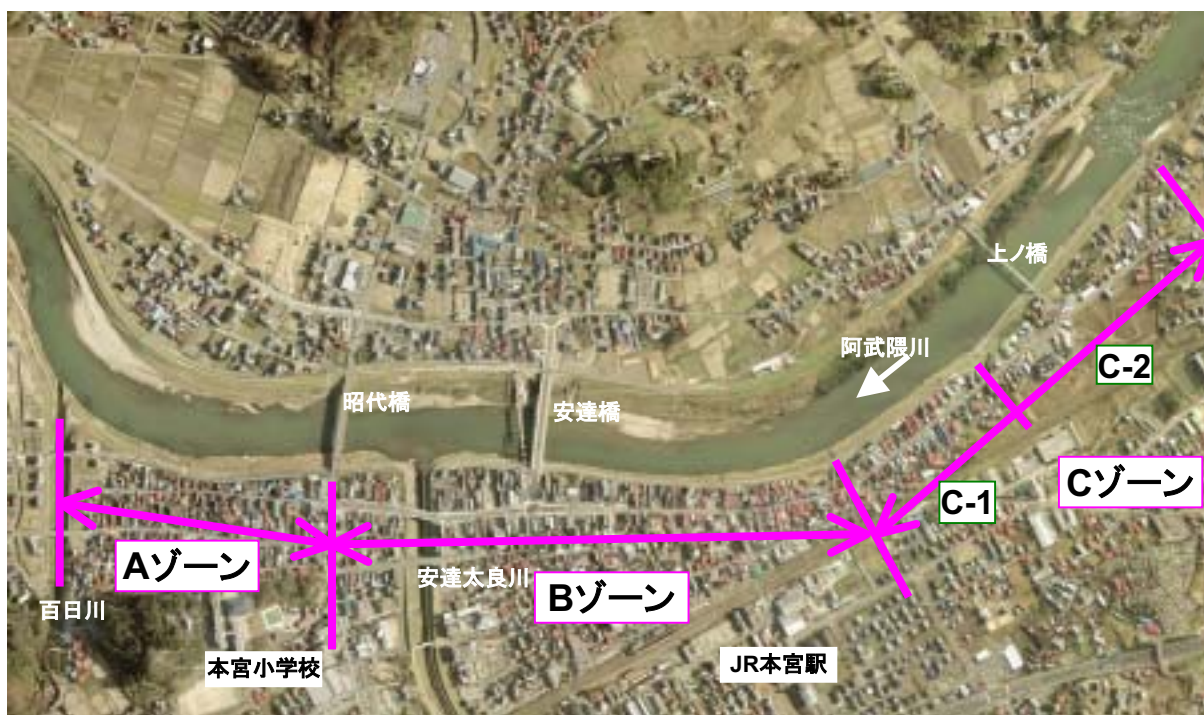 上ノ橋
阿武隈川
C-2
昭代橋
安達橋
Cゾーン
C-1
Aゾーン
安達太良川
Bゾーン
百日川
本宮小学校
JR本宮駅